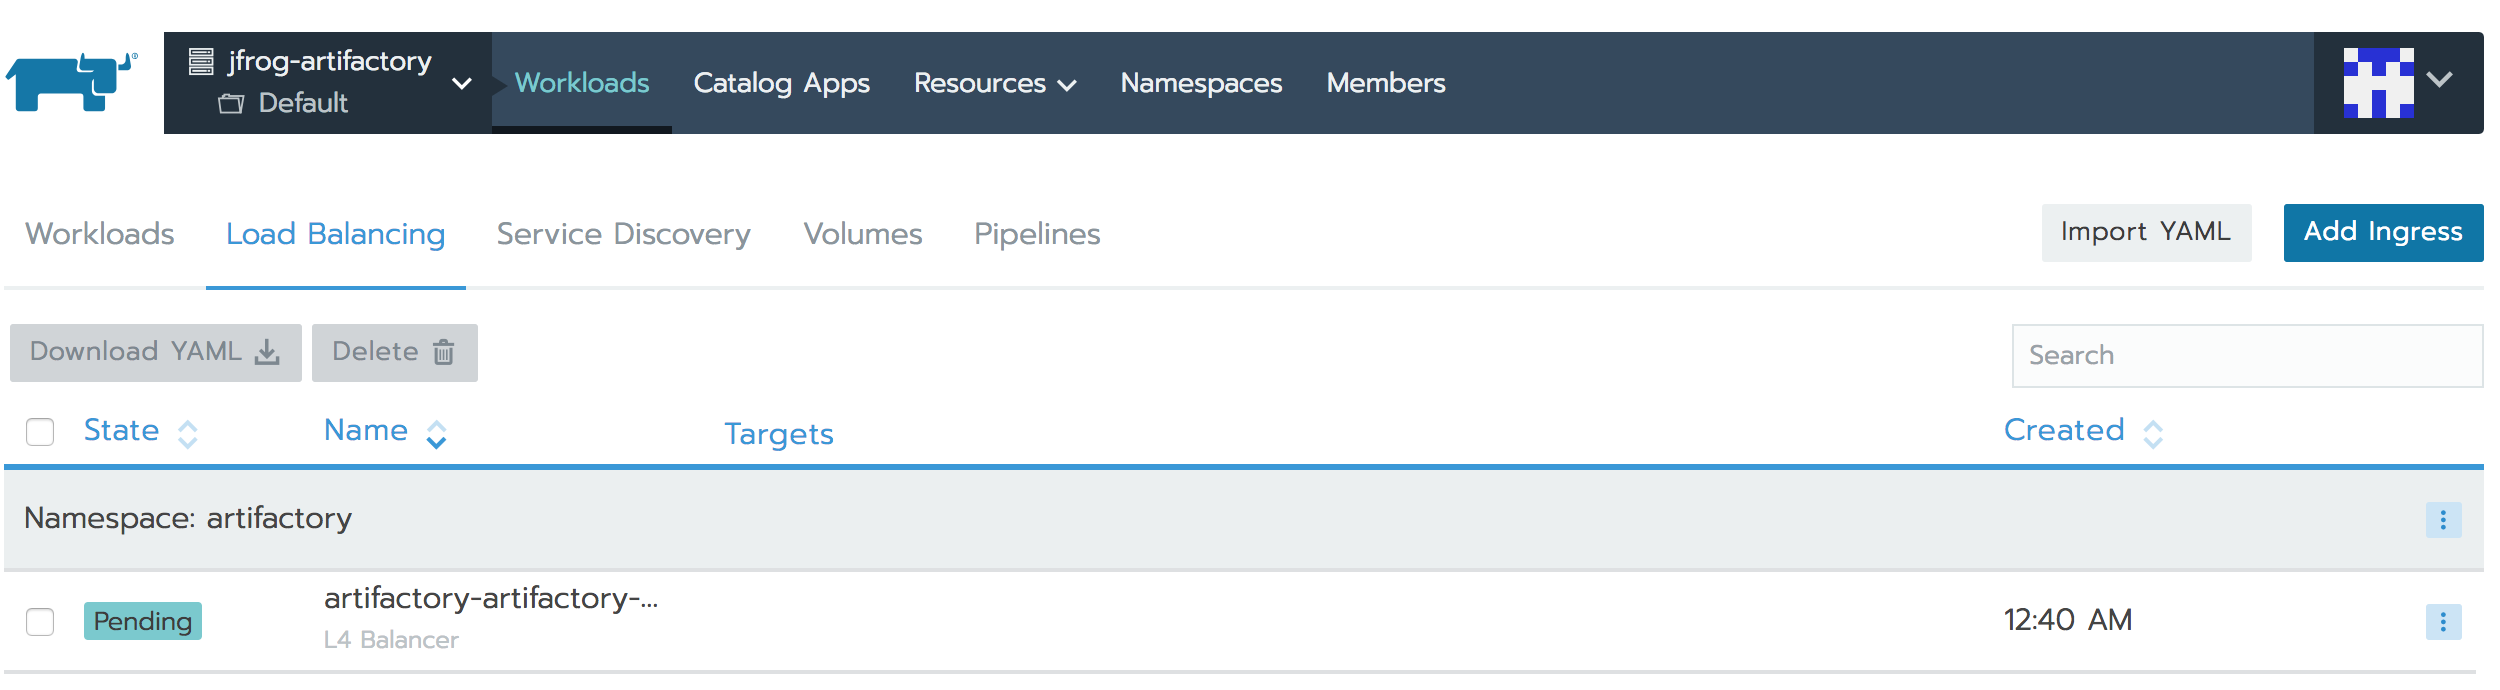 jfrog-artifactory
Default
Workloads Catalog Apps Resources Namespaces Members
Workloads Load Balancing Service Discovery Volumes Pipelines Import YAML Add Ingress
Download YAML Delete Search
State Name Targets Created
Namespace: artifactory
Pending artifactory-artifactory-... 12:40 AM
L4 Balancer